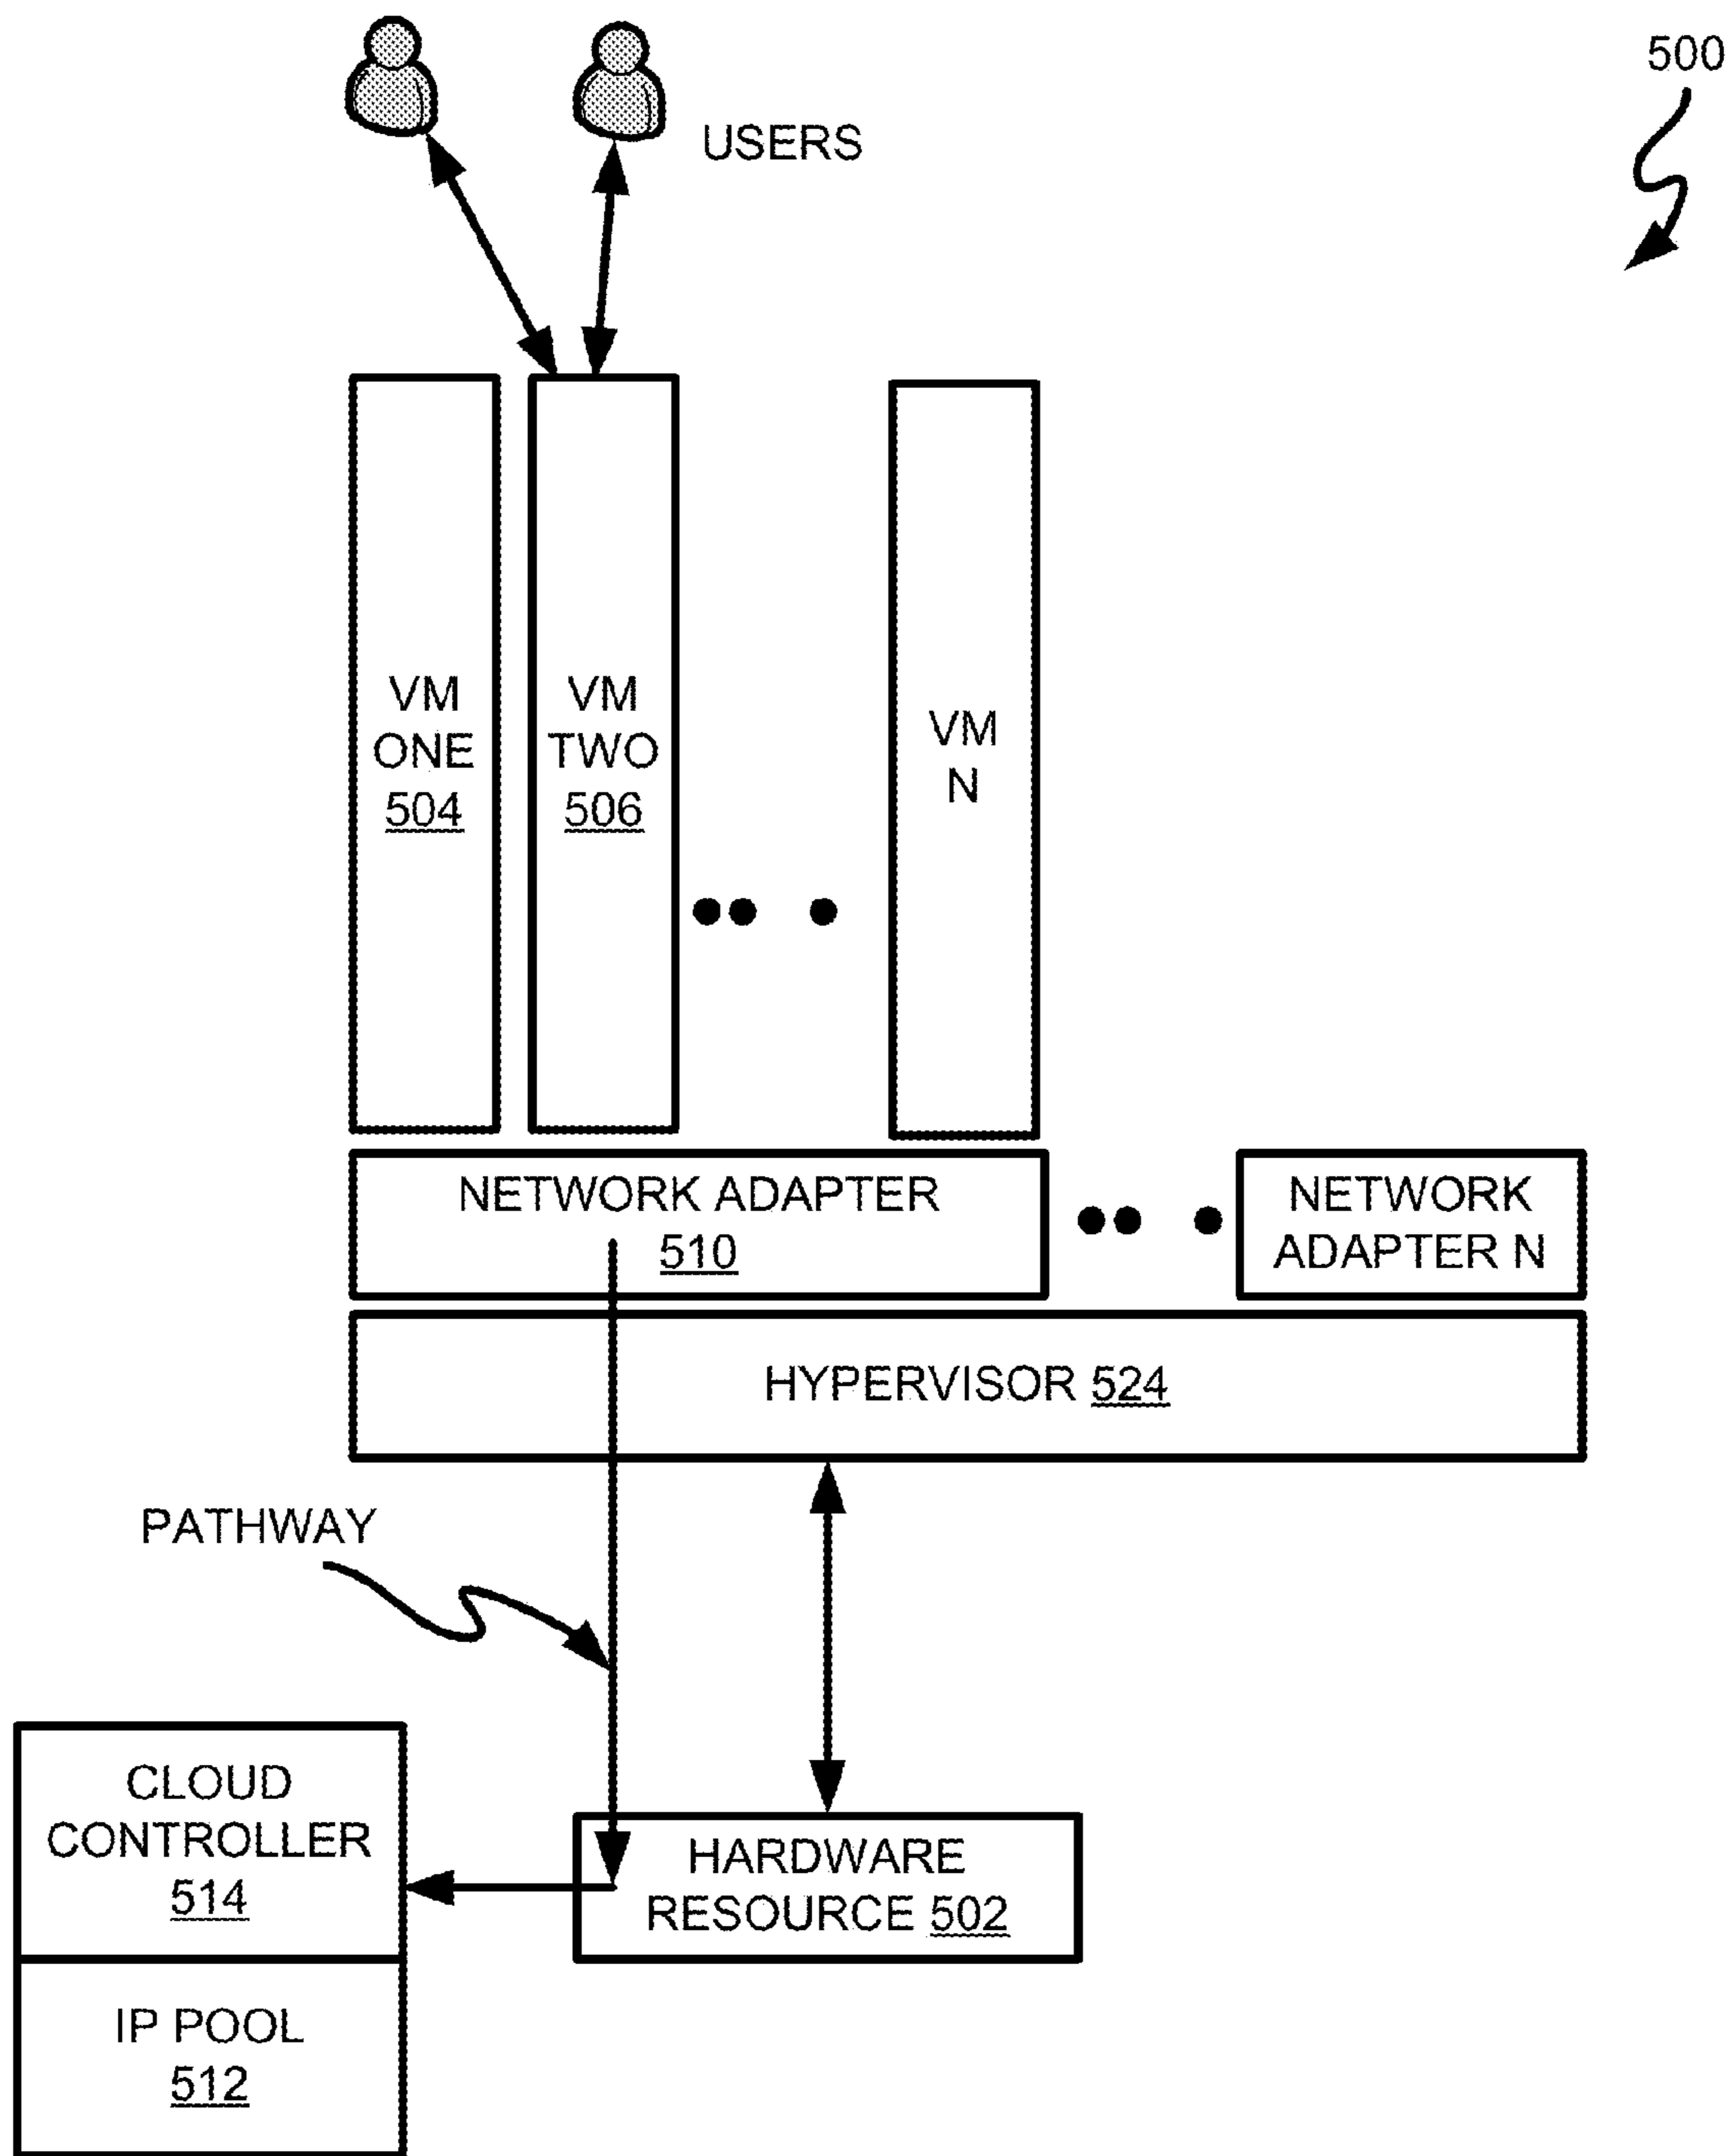 500
USERS
VM
ONE
504
VM
TWO
506
VM
N
NETWORK ADAPTER
510
NETWORK
ADAPTER N
HYPERVISOR 524
PATHWAY
CLOUD
CONTROLLER
514
HARDWARE
RESOURCE 502
IP POOL
512